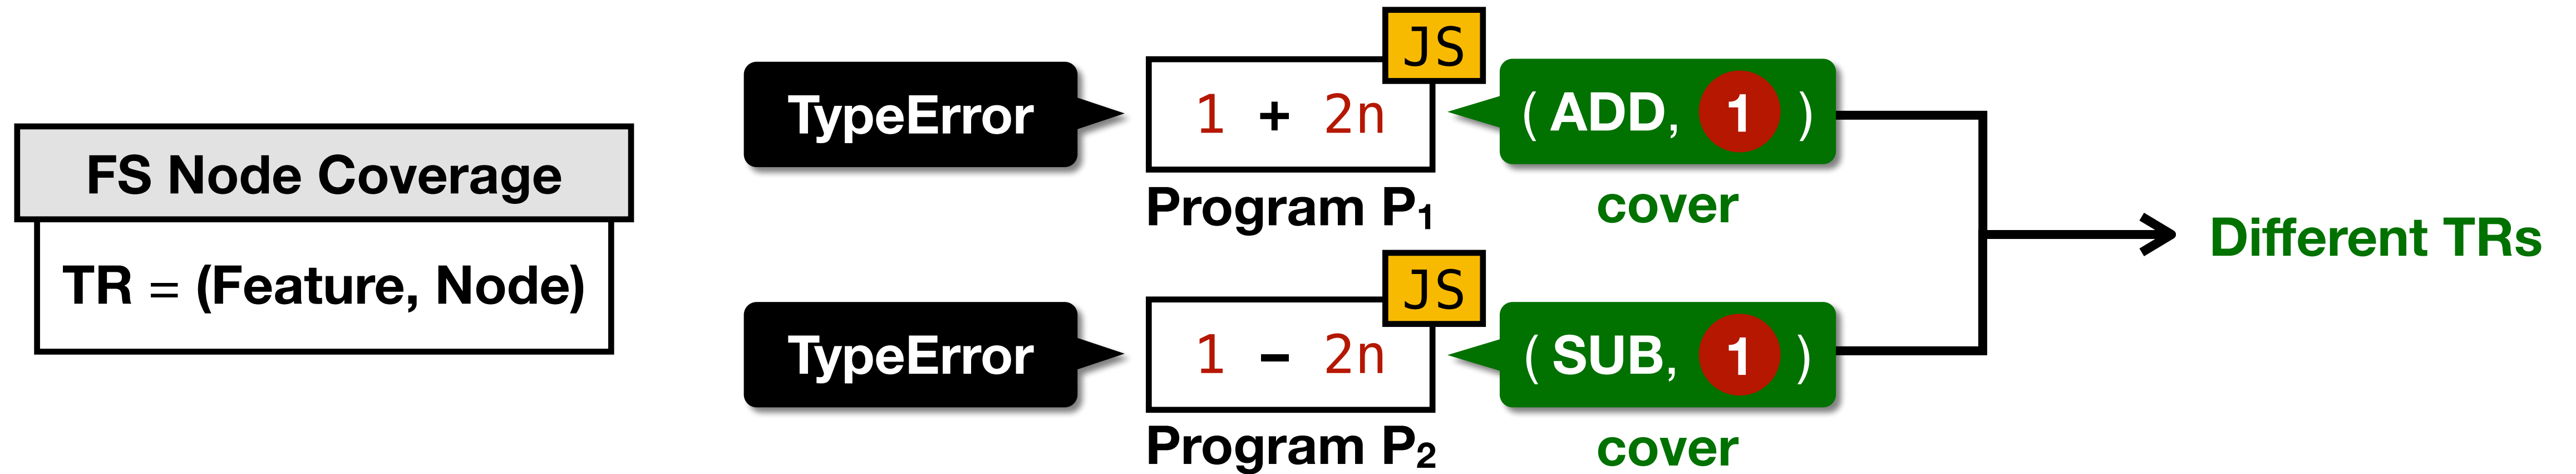 FS Node Coverage
TR = (Feature, Node)
TypeError
1 + 2n
JS
Program P₁
( ADD, 1 )
cover
TypeError
1 − 2n
JS
Program P₂
( SUB, 1 )
cover
Different TRs